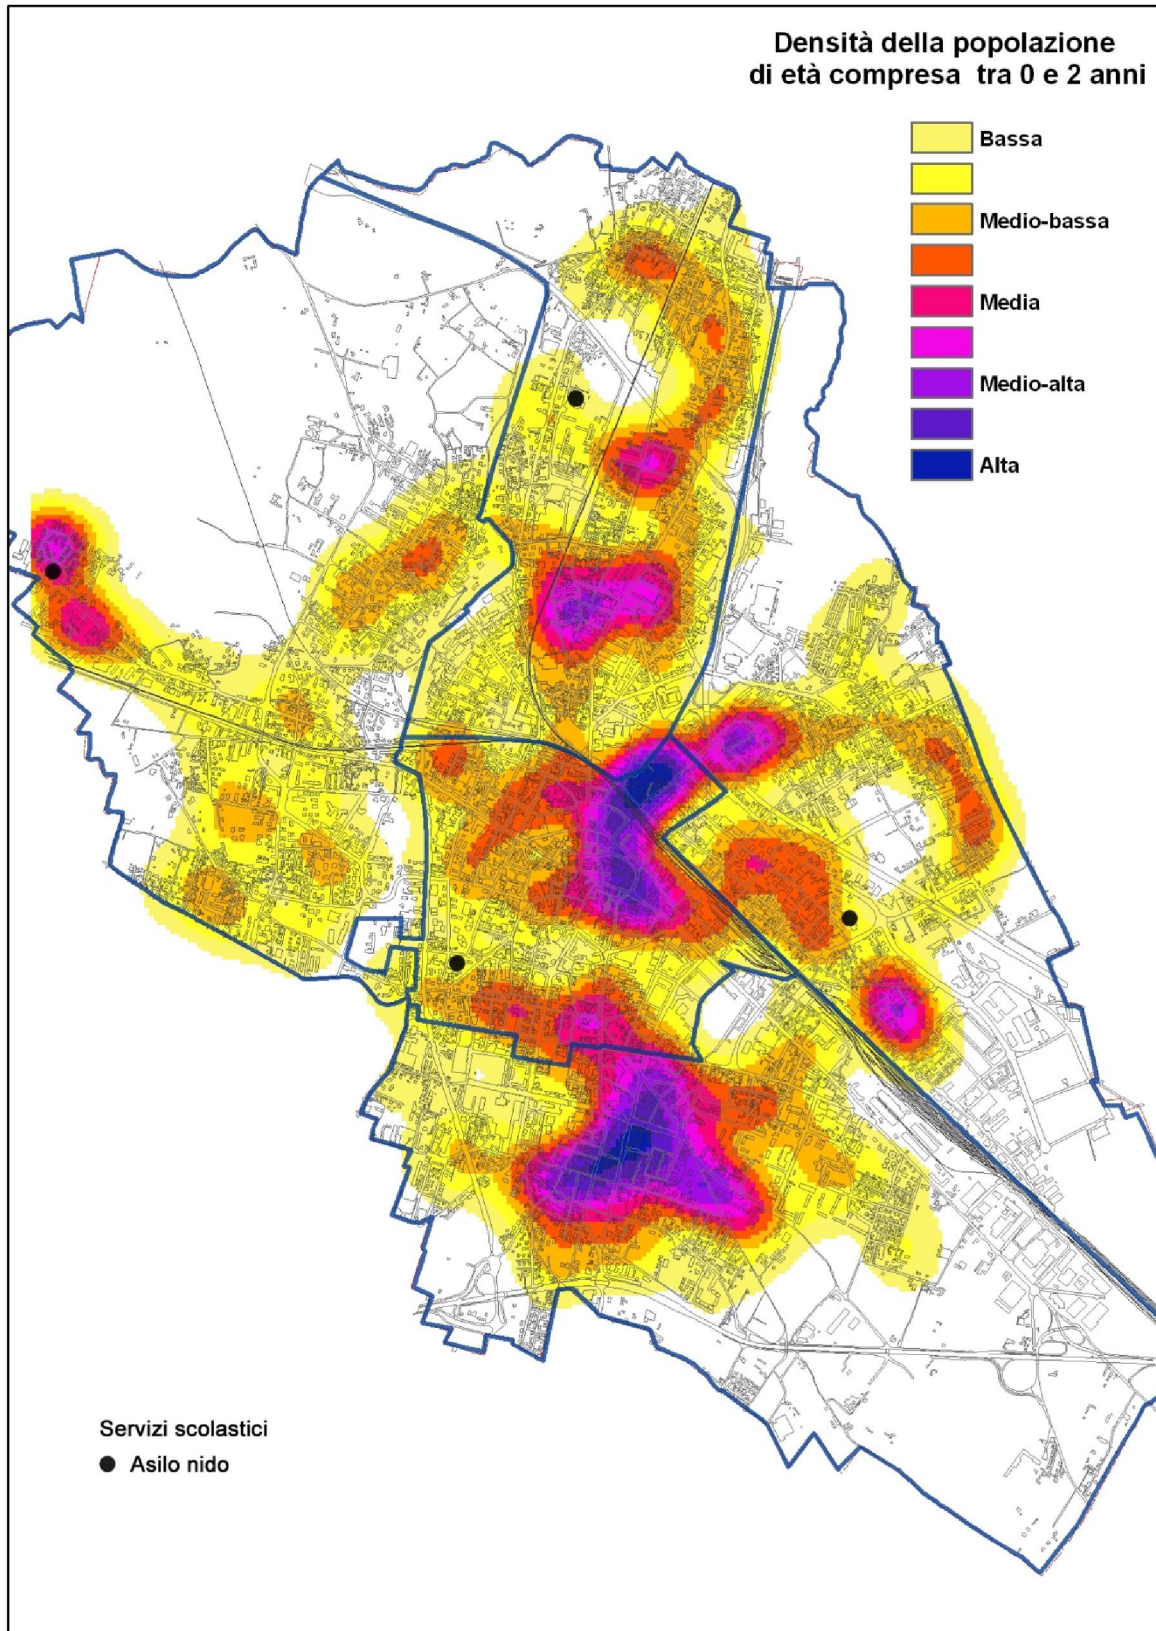 Densità della popolazione
di età compresa tra 0 e 2 anni
Bassa
Medio-bassa
Media
Medio-alta
Alta
Servizi scolastici
Asilo nido